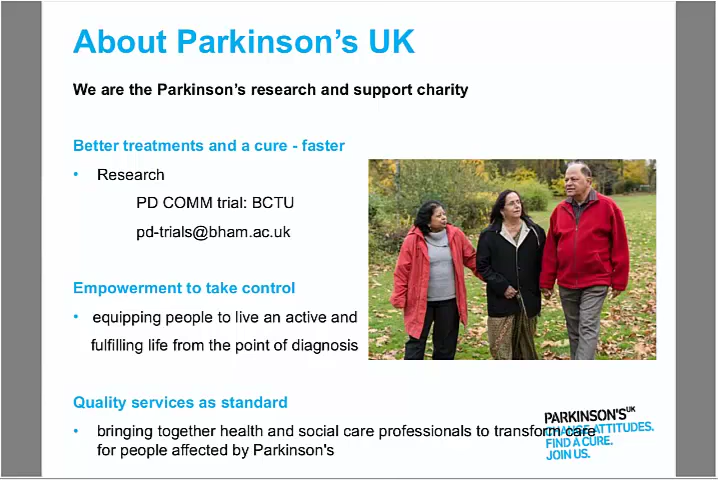 About Parkinson’s UK
We are the Parkinson’s research and support charity
Better treatments and a cure - faster
• Research
PD COMM trial: BCTU
pd-trials@bham.ac.uk
Empowerment to take control
• equipping people to live an active and
fulfilling life from the point of diagnosis
Quality services as standard
• bringing together health and social care professionals to transform care
for people affected by Parkinson's
PARKINSON'S UK
CHANGE ATTITUDES.
FIND A CURE.
JOIN US.